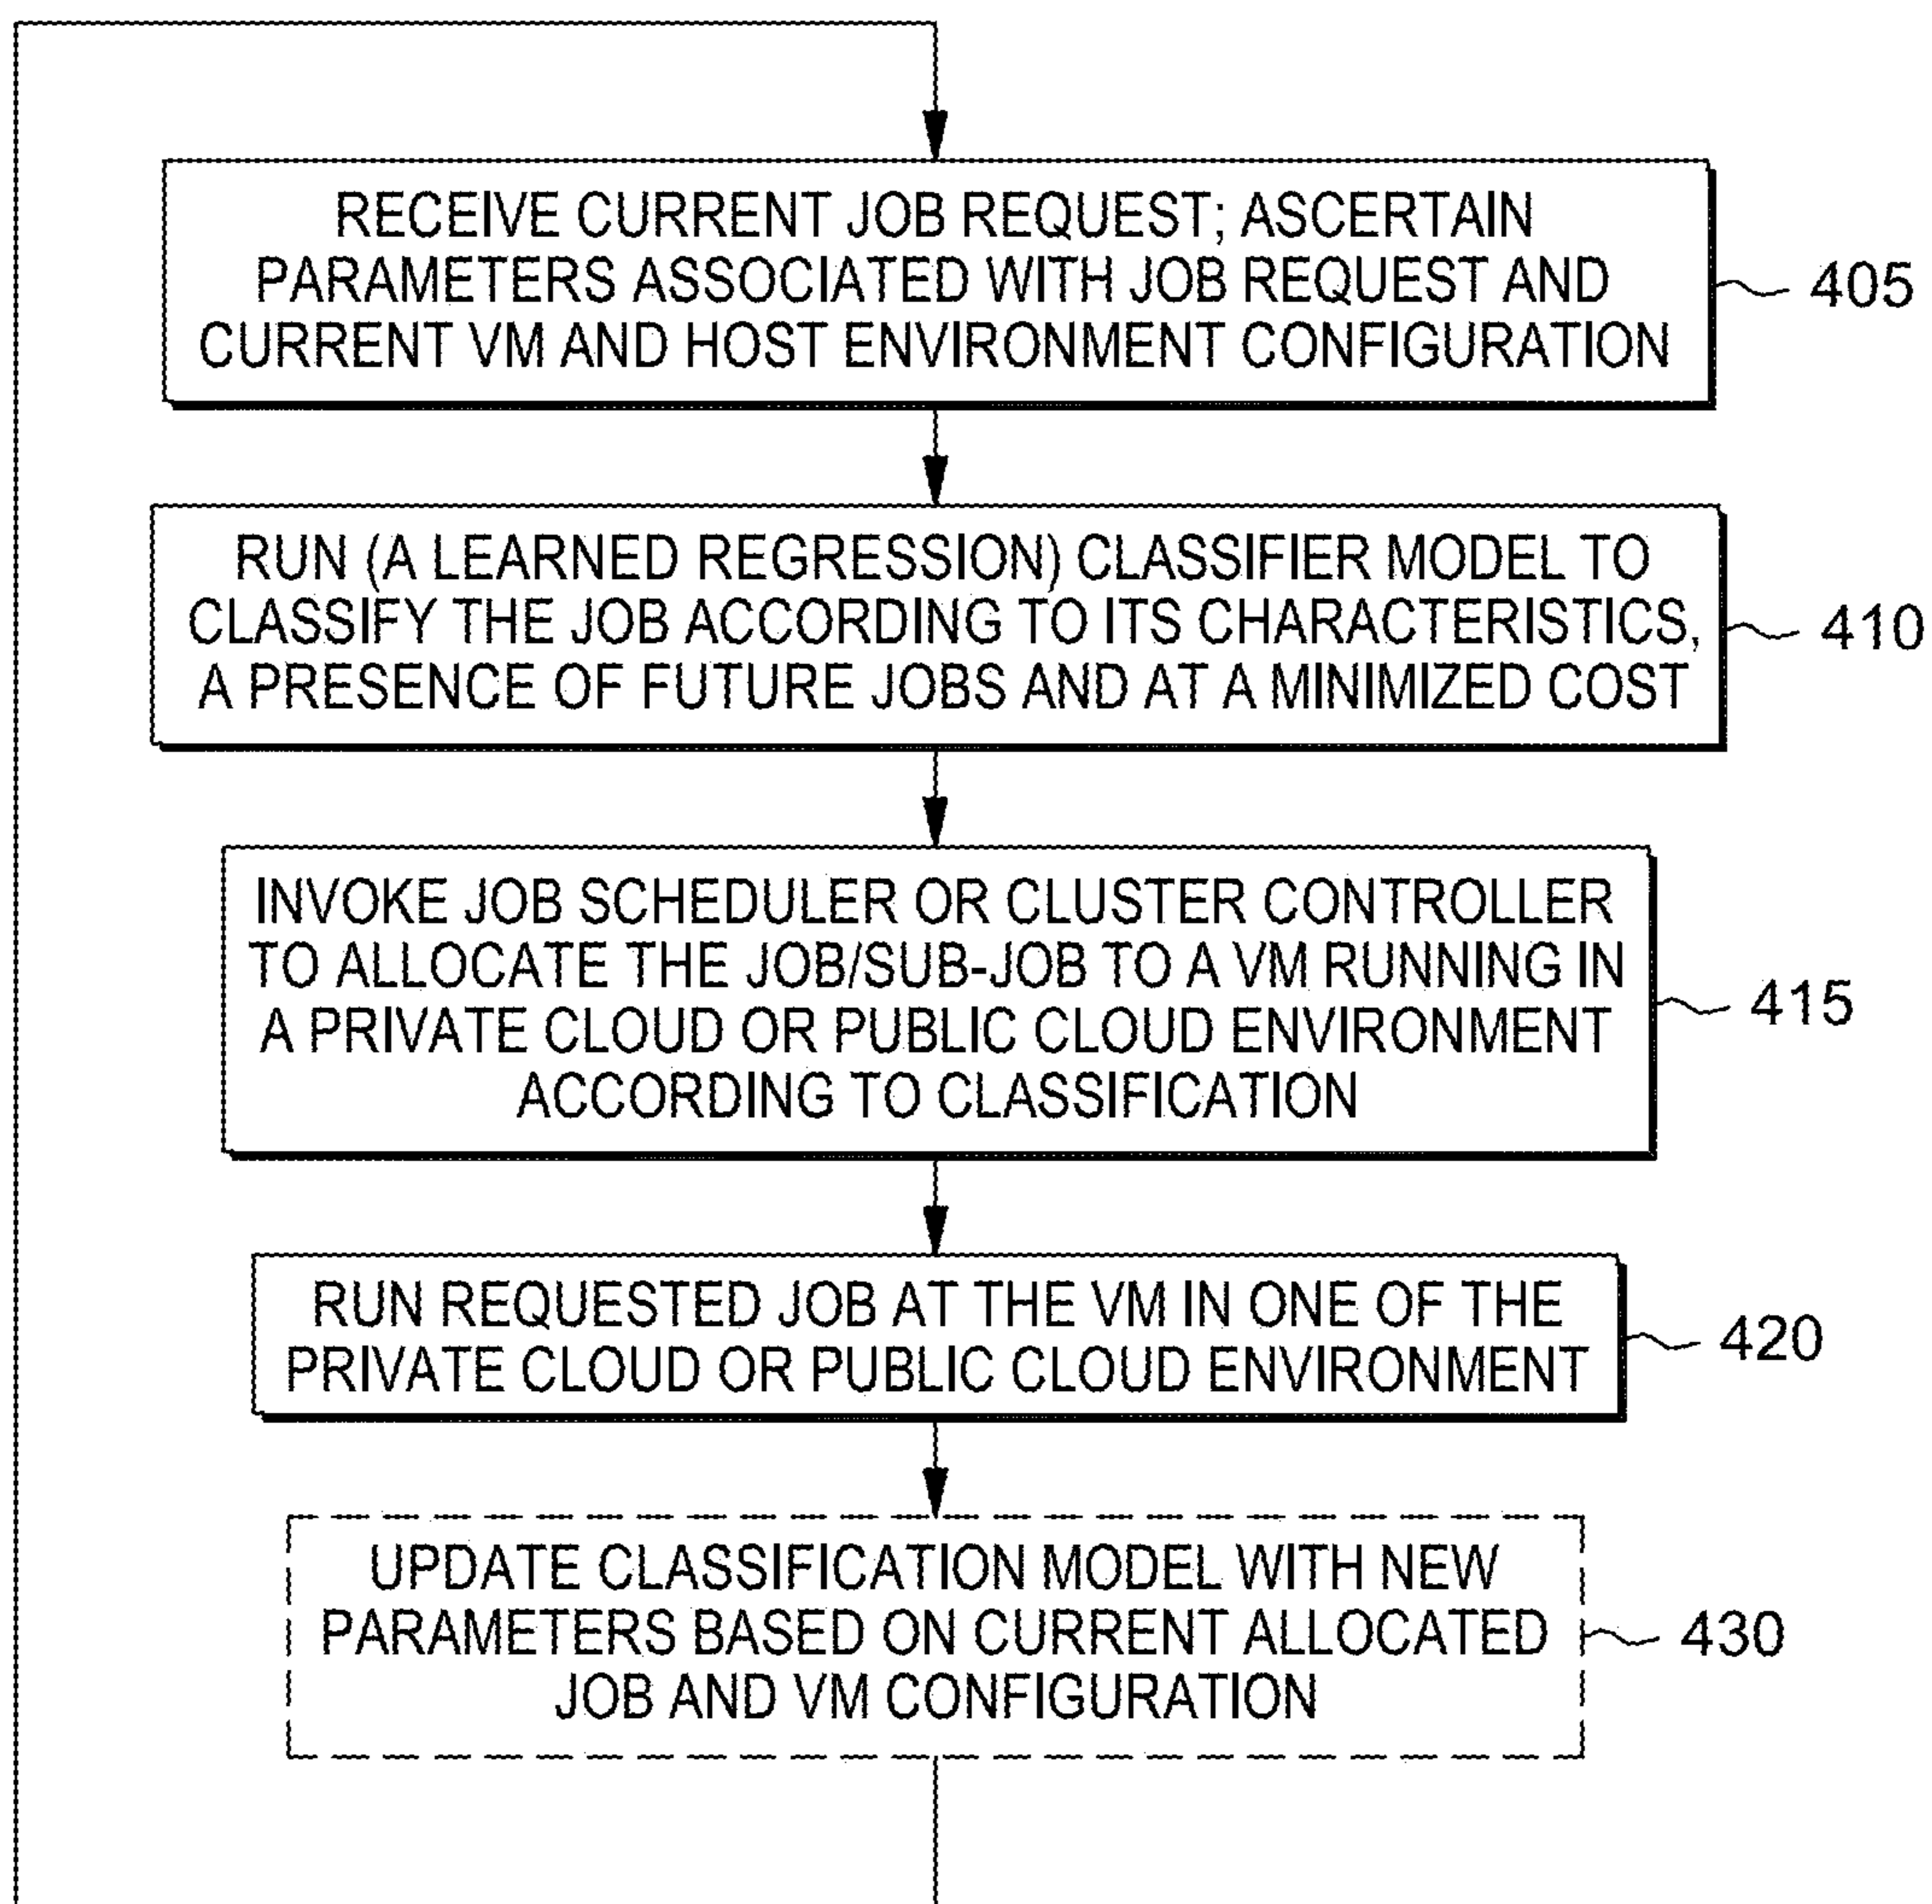 RECEIVE CURRENT JOB REQUEST; ASCERTAIN
PARAMETERS ASSOCIATED WITH JOB REQUEST AND
CURRENT VM AND HOST ENVIRONMENT CONFIGURATION
405
RUN (A LEARNED REGRESSION) CLASSIFIER MODEL TO
CLASSIFY THE JOB ACCORDING TO ITS CHARACTERISTICS,
A PRESENCE OF FUTURE JOBS AND AT A MINIMIZED COST
410
INVOKE JOB SCHEDULER OR CLUSTER CONTROLLER
TO ALLOCATE THE JOB/SUB-JOB TO A VM RUNNING IN
A PRIVATE CLOUD OR PUBLIC CLOUD ENVIRONMENT
ACCORDING TO CLASSIFICATION
415
RUN REQUESTED JOB AT THE VM IN ONE OF THE
PRIVATE CLOUD OR PUBLIC CLOUD ENVIRONMENT
420
UPDATE CLASSIFICATION MODEL WITH NEW
PARAMETERS BASED ON CURRENT ALLOCATED
JOB AND VM CONFIGURATION
430